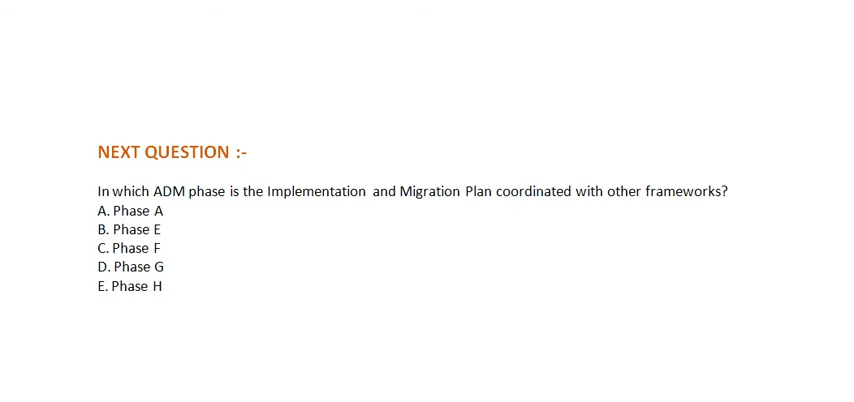 NEXT QUESTION :-
In which ADM phase is the Implementation and Migration Plan coordinated with other frameworks?
A. Phase A
B. Phase E
C. Phase F
D. Phase G
E. Phase H